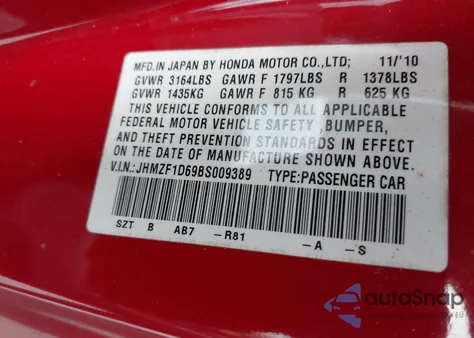 MFD.IN JAPAN BY HONDA MOTOR CO.,LTD; 11/'10
GVWR 3164LBS GAWR F 1797LBS R 1378LBS
GVWR 1435KG GAWR F 815 KG R 625 KG
THIS VEHICLE CONFORMS TO ALL APPLICABLE
FEDERAL MOTOR VEHICLE SAFETY ,BUMPER,
AND THEFT PREVENTION STANDARDS IN EFFECT
ON THE DATE OF MANUFACTURE SHOWN ABOVE.
V.I.N.:JHMZF1D69BS009389 TYPE:PASSENGER CAR
SZT B AB7 -R81 -A -S
autoSnap